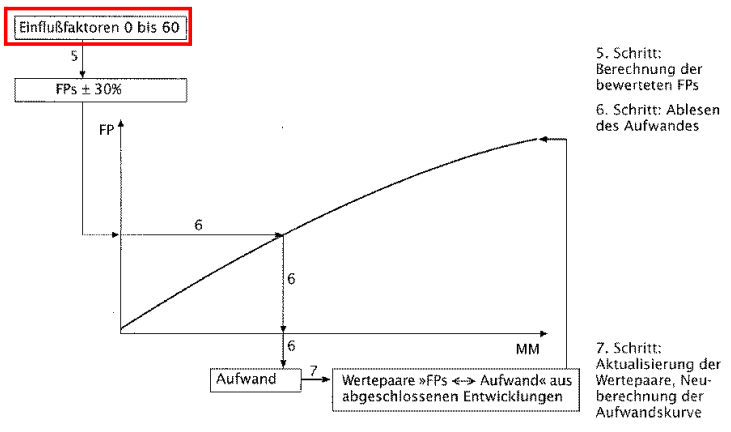 Einflußfaktoren 0 bis 60
5
FPs ± 30%
FP
6
6
6
MM
Aufwand
7
Wertepaare »FPs <-> Aufwand« aus
abgeschlossenen Entwicklungen
5. Schritt:
Berechnung der
bewerteten FPs
6. Schritt: Ablesen
des Aufwandes
7. Schritt:
Aktualisierung der
Wertepaare, Neu-
berechnung der
Aufwandskurve